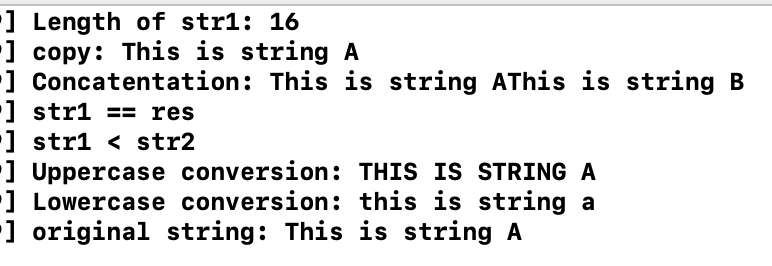 ] Length of str1: 16
] copy: This is string A
] Concatentation: This is string AThis is string B
] str1 == res
] str1 < str2
] Uppercase conversion: THIS IS STRING A
] Lowercase conversion: this is string a
] original string: This is string A